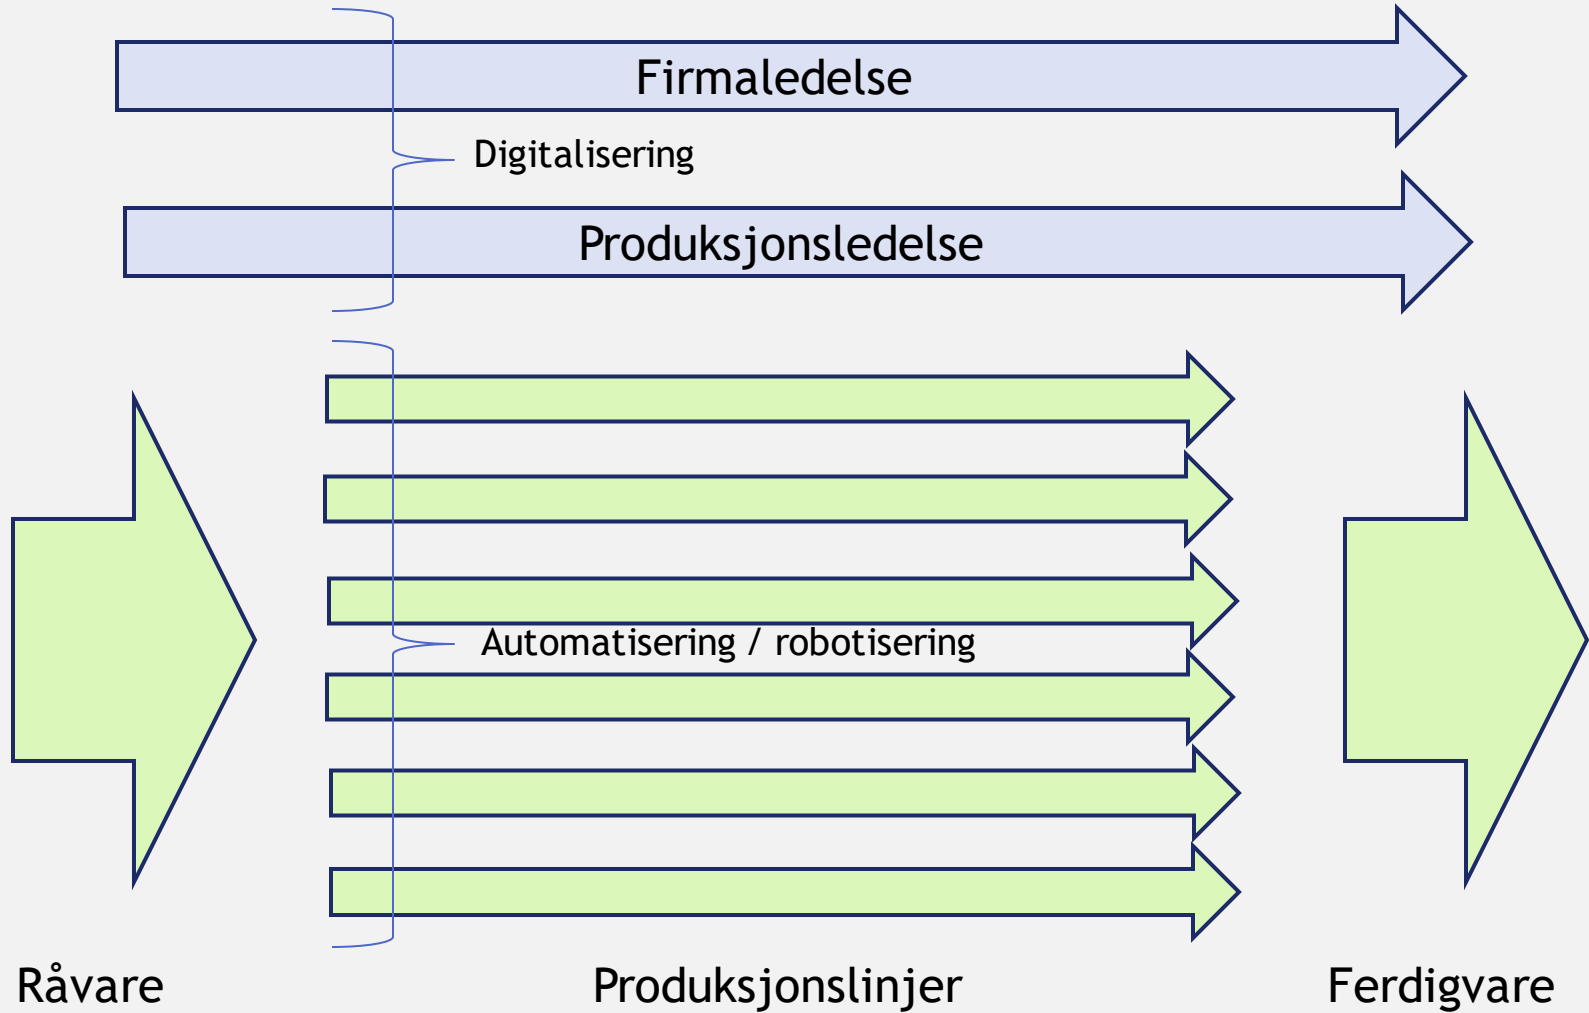 Firmaledelse
Digitalisering
Produksjonsledelse
Automatisering / robotisering
Råvare
Produksjonslinjer
Ferdigvare